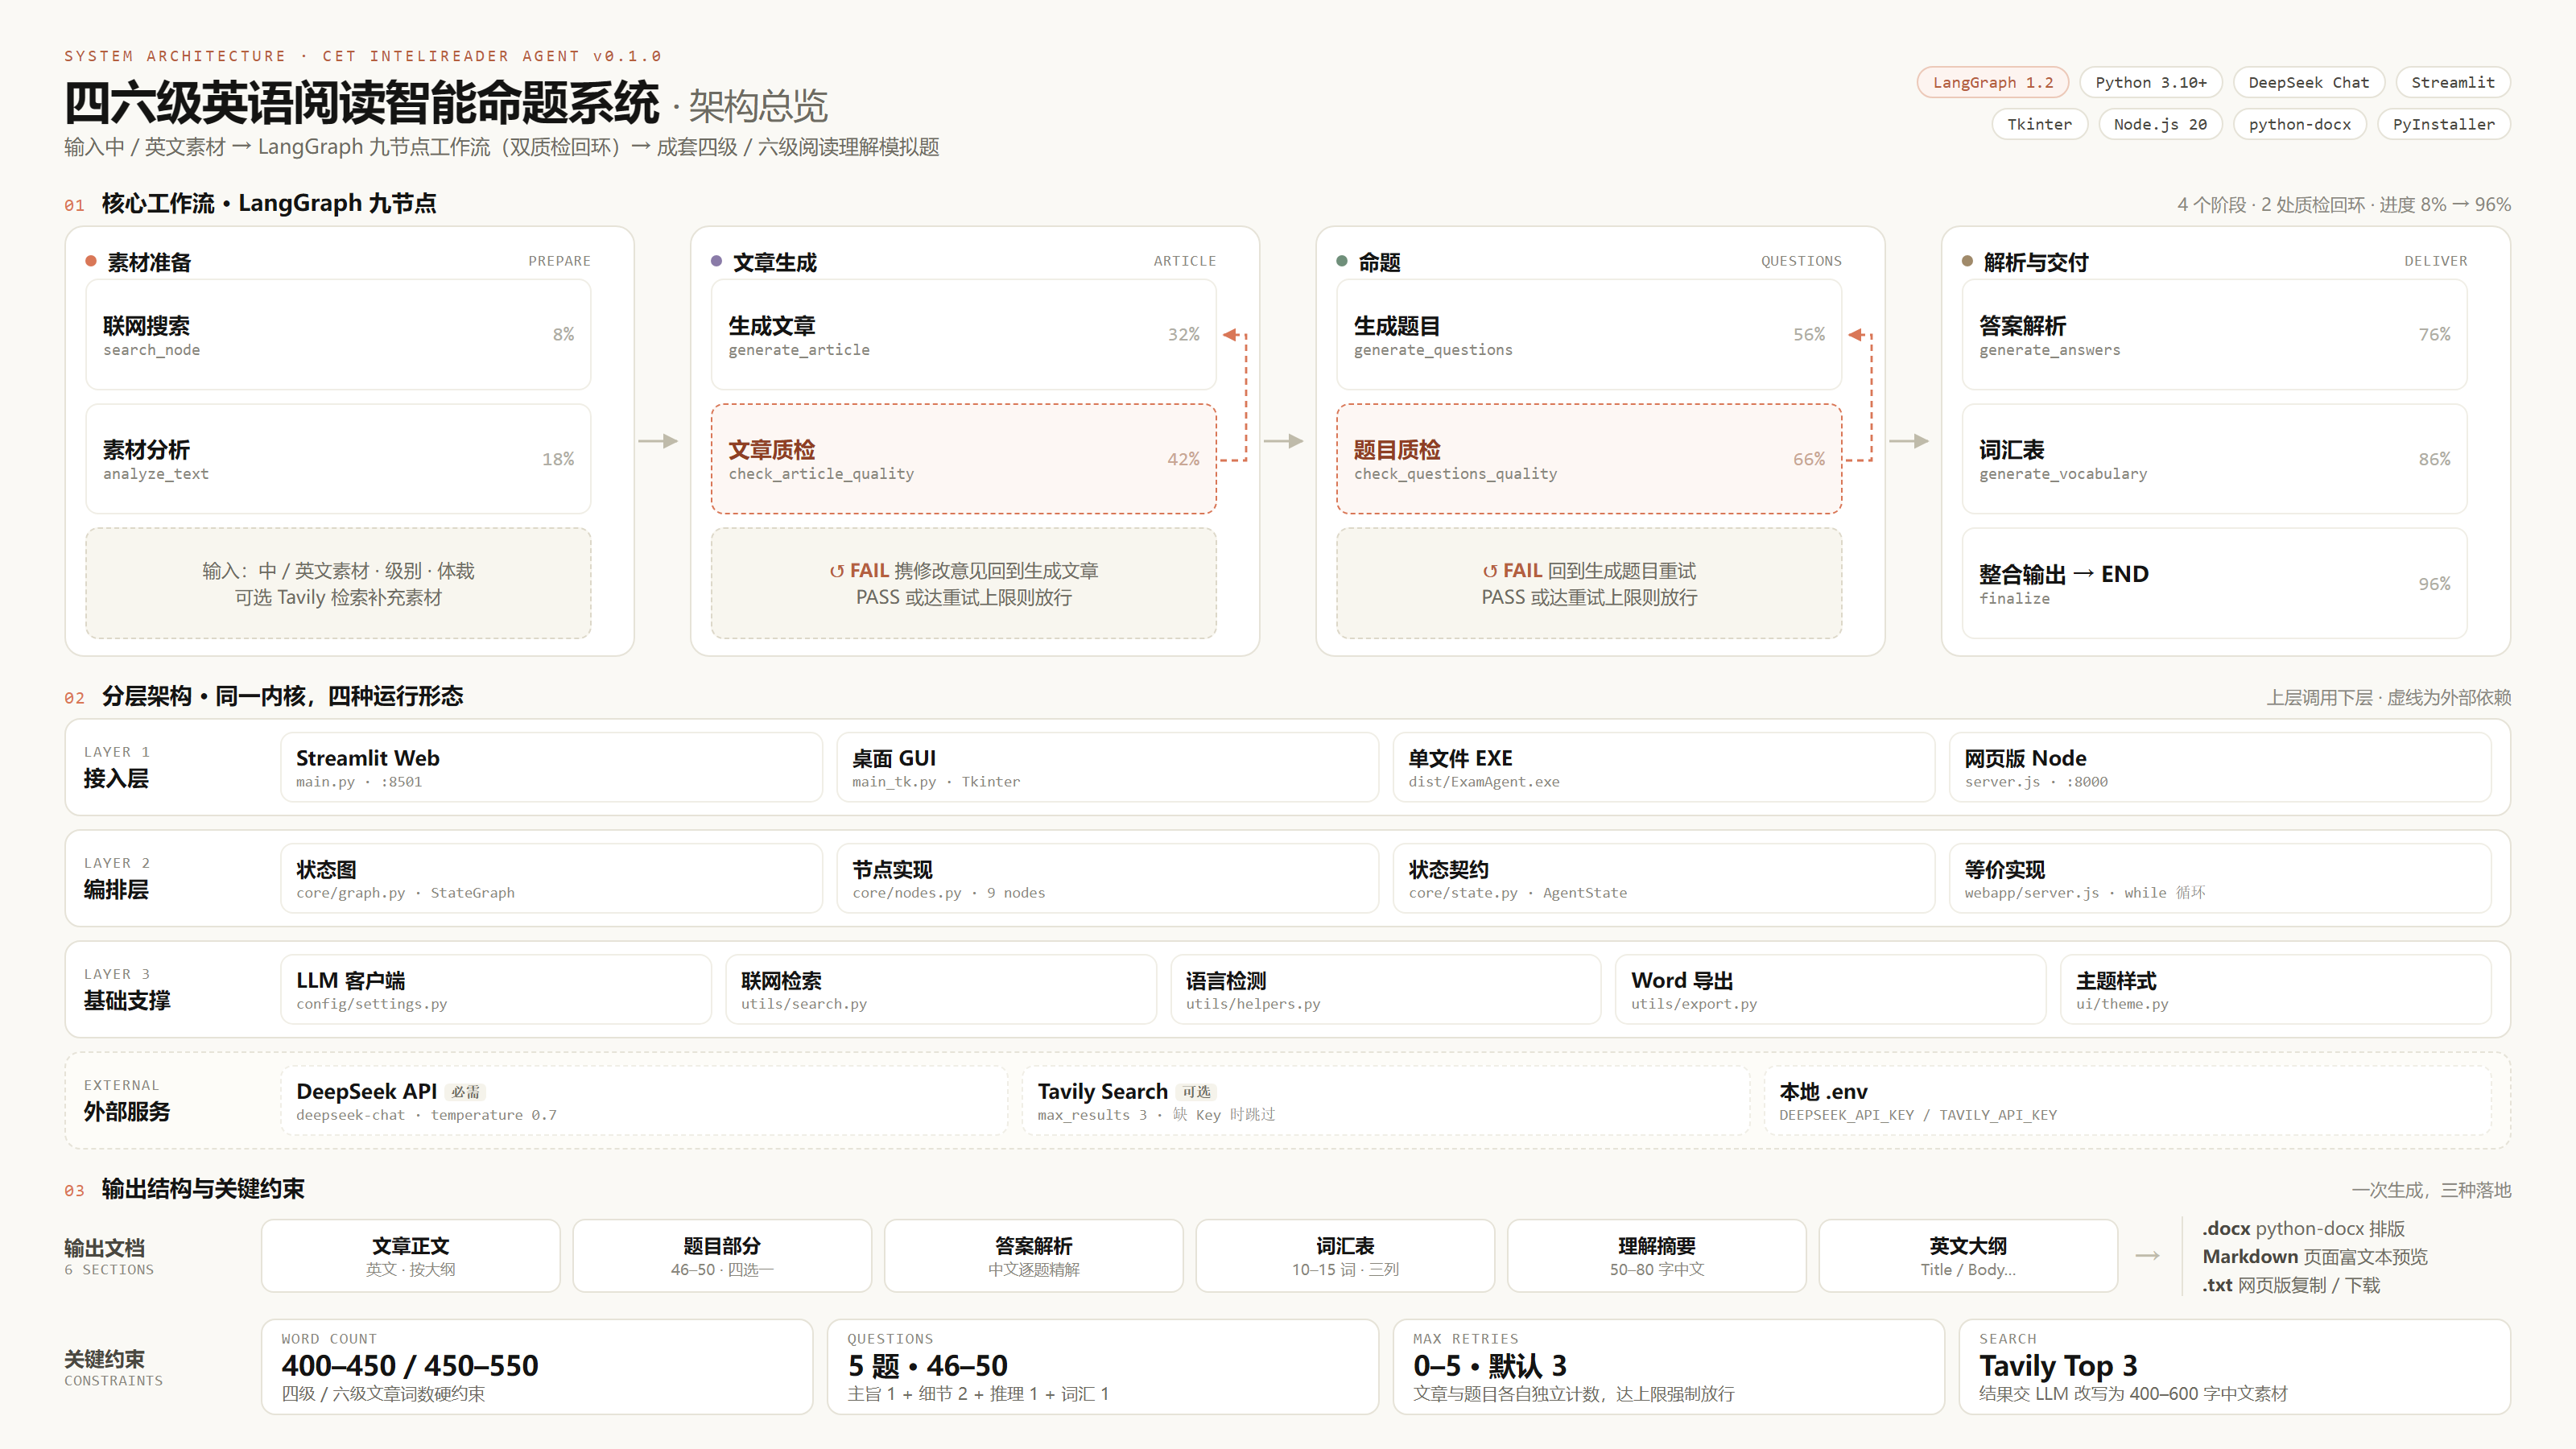 SYSTEM ARCHITECTURE · CET INTELIREADER AGENT v0.1.0
四六级英语阅读智能命题系统 · 架构总览
输入中 / 英文素材 → LangGraph 九节点工作流（双质检回环）→ 成套四级 / 六级阅读理解模拟题
LangGraph 1.2
Python 3.10+
DeepSeek Chat
Streamlit
Tkinter
Node.js 20
python-docx
PyInstaller
01 核心工作流 • LangGraph 九节点
4 个阶段 · 2 处质检回环 · 进度 8% → 96%
素材准备 PREPARE
联网搜索
search_node
8%
素材分析
analyze_text
18%
输入：中 / 英文素材 · 级别 · 体裁
可选 Tavily 检索补充素材
文章生成 ARTICLE
生成文章
generate_article
32%
文章质检
check_article_quality
42%
↺ FAIL 携修改意见回到生成文章
PASS 或达重试上限则放行
命题 QUESTIONS
生成题目
generate_questions
56%
题目质检
check_questions_quality
66%
↺ FAIL 回到生成题目重试
PASS 或达重试上限则放行
解析与交付 DELIVER
答案解析
generate_answers
76%
词汇表
generate_vocabulary
86%
整合输出 → END
finalize
96%
02 分层架构 • 同一内核，四种运行形态
上层调用下层 · 虚线为外部依赖
LAYER 1
接入层
Streamlit Web
main.py · :8501
桌面 GUI
main_tk.py · Tkinter
单文件 EXE
dist/ExamAgent.exe
网页版 Node
server.js · :8000
LAYER 2
编排层
状态图
core/graph.py · StateGraph
节点实现
core/nodes.py · 9 nodes
状态契约
core/state.py · AgentState
等价实现
webapp/server.js · while 循环
LAYER 3
基础支撑
LLM 客户端
config/settings.py
联网检索
utils/search.py
语言检测
utils/helpers.py
Word 导出
utils/export.py
主题样式
ui/theme.py
EXTERNAL
外部服务
DeepSeek API 必需
deepseek-chat · temperature 0.7
Tavily Search 可选
max_results 3 · 缺 Key 时跳过
本地 .env
DEEPSEEK_API_KEY / TAVILY_API_KEY
03 输出结构与关键约束
一次生成，三种落地
输出文档
6 SECTIONS
文章正文
英文 · 按大纲
题目部分
46–50 · 四选一
答案解析
中文逐题精解
词汇表
10–15 词 · 三列
理解摘要
50–80 字中文
英文大纲
Title / Body...
→
.docx python-docx 排版
Markdown 页面富文本预览
.txt 网页版复制 / 下载
关键约束
CONSTRAINTS
WORD COUNT
400–450 / 450–550
四级 / 六级文章词数硬约束
QUESTIONS
5 题 • 46–50
主旨 1 + 细节 2 + 推理 1 + 词汇 1
MAX RETRIES
0–5 • 默认 3
文章与题目各自独立计数，达上限强制放行
SEARCH
Tavily Top 3
结果交 LLM 改写为 400–600 字中文素材